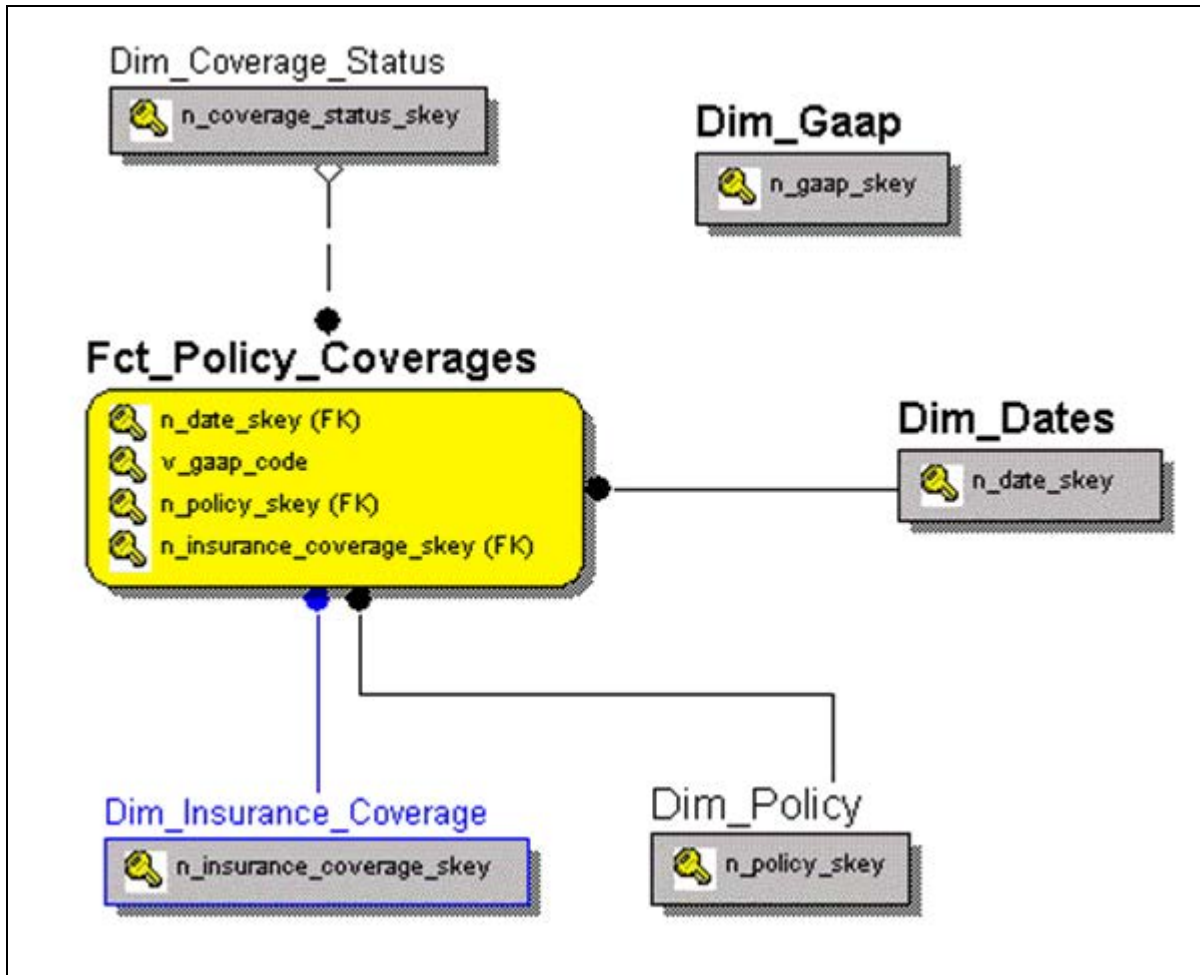 Dim_Coverage_Status
n_coverage_status_skey
Dim_Gaap
n_gaap_skey
Fct_Policy_Coverages
n_date_skey (FK)
v_gaap_code
n_policy_skey (FK)
n_insurance_coverage_skey (FK)
Dim_Dates
n_date_skey
Dim_Insurance_Coverage
n_insurance_coverage_skey
Dim_Policy
n_policy_skey